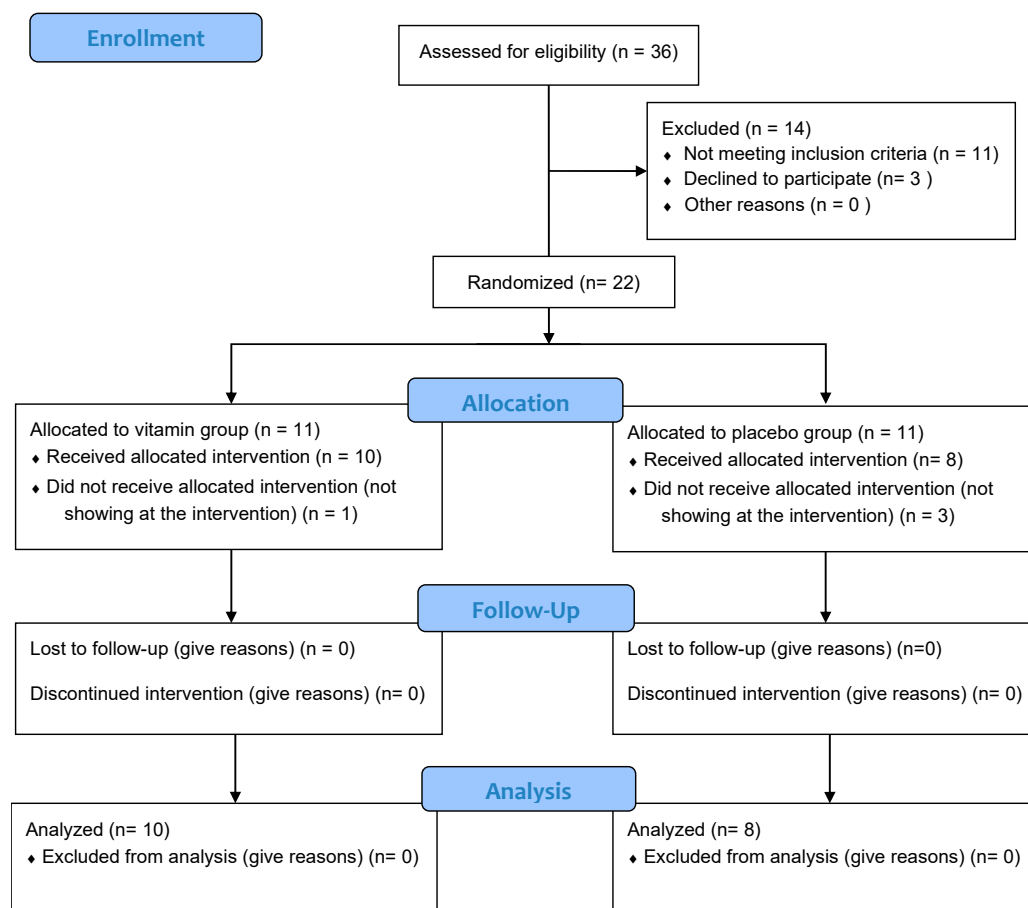 Enrollment
Assessed for eligibility (n = 36)
Excluded (n = 14)
♦ Not meeting inclusion criteria (n = 11)
♦ Declined to participate (n= 3 )
♦ Other reasons (n = 0 )
Randomized (n= 22)
Allocation
Allocated to vitamin group (n = 11)
♦ Received allocated intervention (n = 10)
♦ Did not receive allocated intervention (not
showing at the intervention) (n = 1)
Allocated to placebo group (n = 11)
♦ Received allocated intervention (n= 8)
♦ Did not receive allocated intervention (not
showing at the intervention) (n = 3)
Follow-Up
Lost to follow-up (give reasons) (n = 0)
Discontinued intervention (give reasons) (n= 0)
Lost to follow-up (give reasons) (n=0)
Discontinued intervention (give reasons) (n= 0)
Analysis
Analyzed (n= 10)
♦ Excluded from analysis (give reasons) (n= 0)
Analyzed (n= 8)
♦ Excluded from analysis (give reasons) (n= 0)